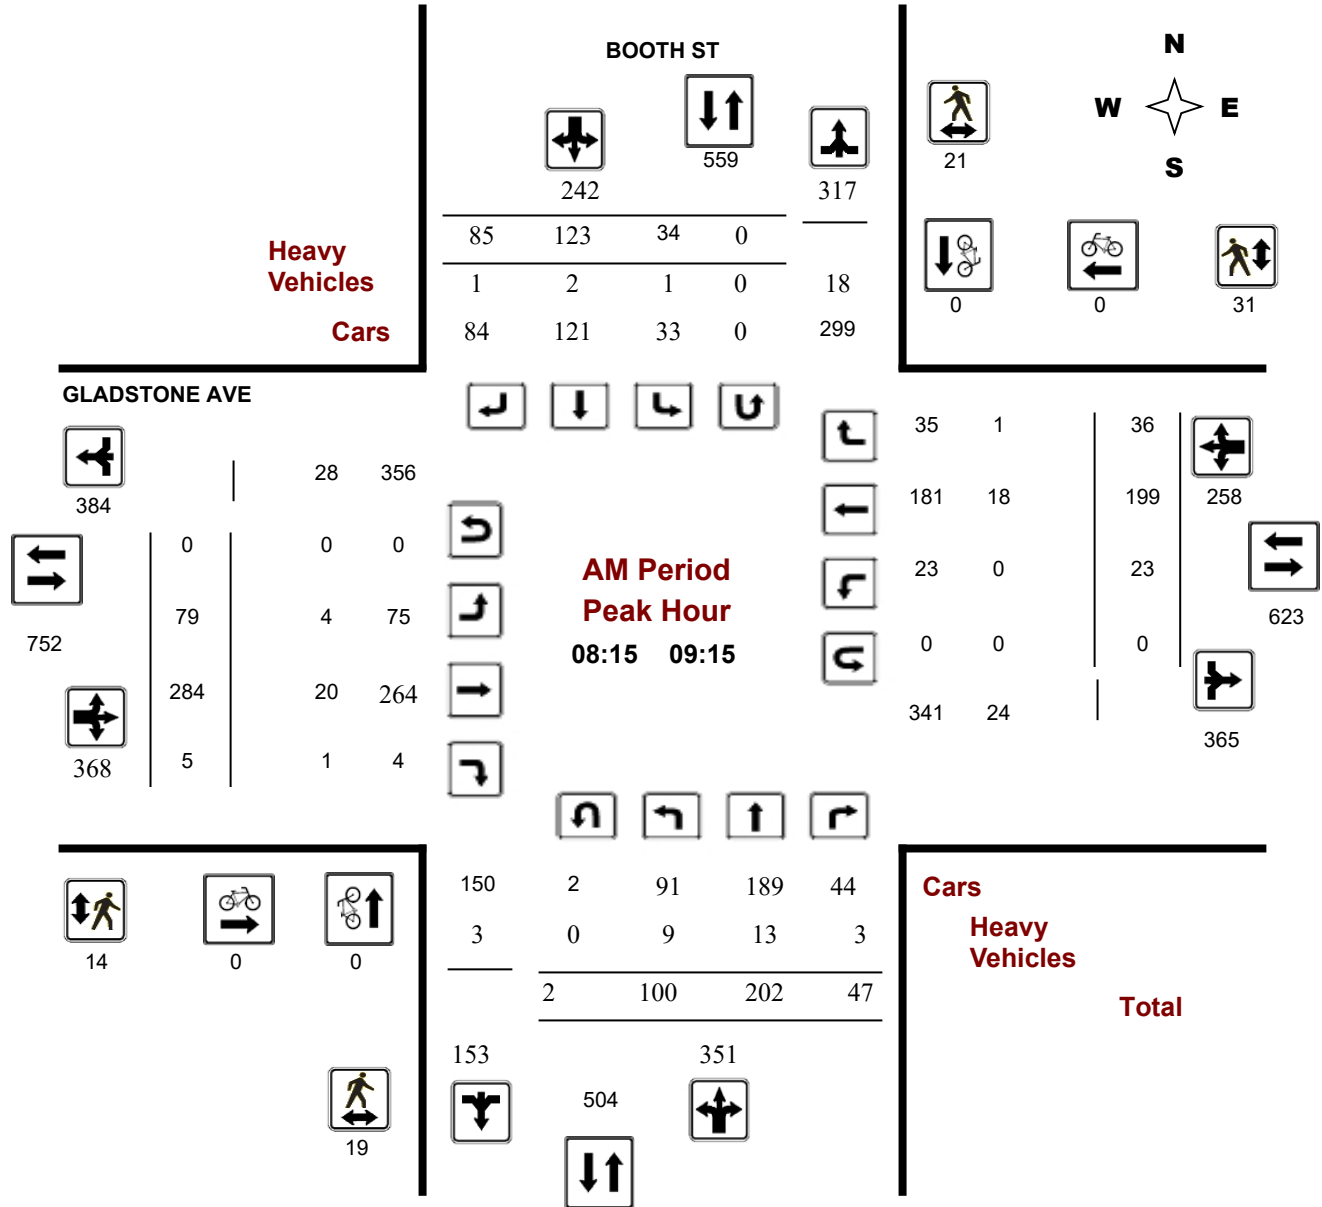 BOOTH ST
N
W E
S
559
21
242
317
85 123 34 0
Heavy
Vehicles
1 2 1 0 18
0 0 31
Cars
84 121 33 0 299
GLADSTONE AVE
35 1 36
28 356
384
181 18 199 258
0 0 0
AM Period
23 0 23
Peak Hour
79 4 75
623
752
08:15 09:15
0 0 0
284 20 264
341 24
365
368 5 1 4
150 2 91 189 44
Cars
3 0 9 13 3
Heavy
Vehicles
14 0 0
2 100 202 47
Total
153 351
504
19